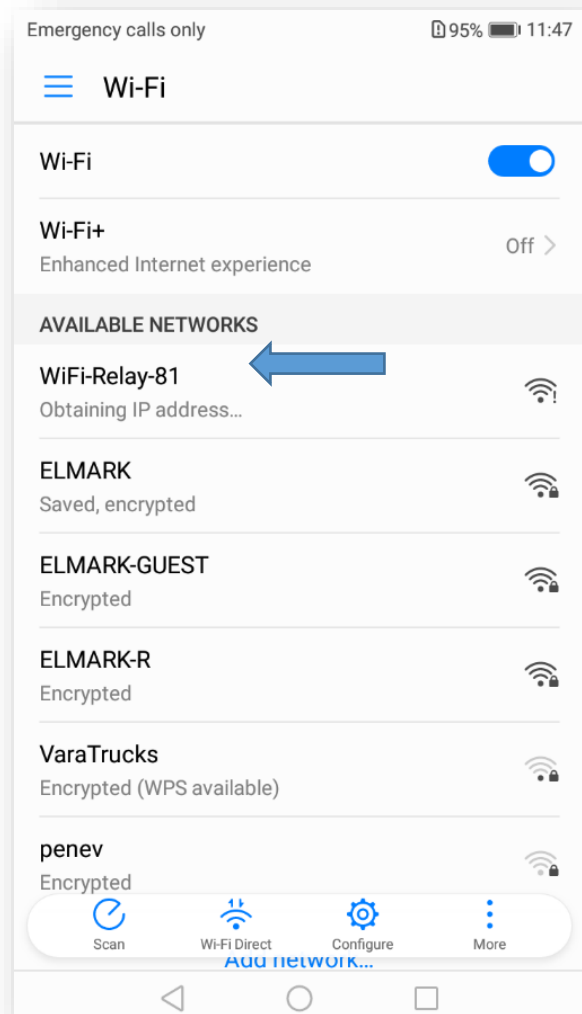 Emergency calls only 95% 11:47
Wi-Fi
Wi-Fi
Wi-Fi+
Enhanced Internet experience
Off
AVAILABLE NETWORKS
WiFi-Relay-81
Obtaining IP address...
ELMARK
Saved, encrypted
ELMARK-GUEST
Encrypted
ELMARK-R
Encrypted
VaraTrucks
Encrypted (WPS available)
penev
Encrypted
Scan Wi-Fi Direct Configure More
Add network...